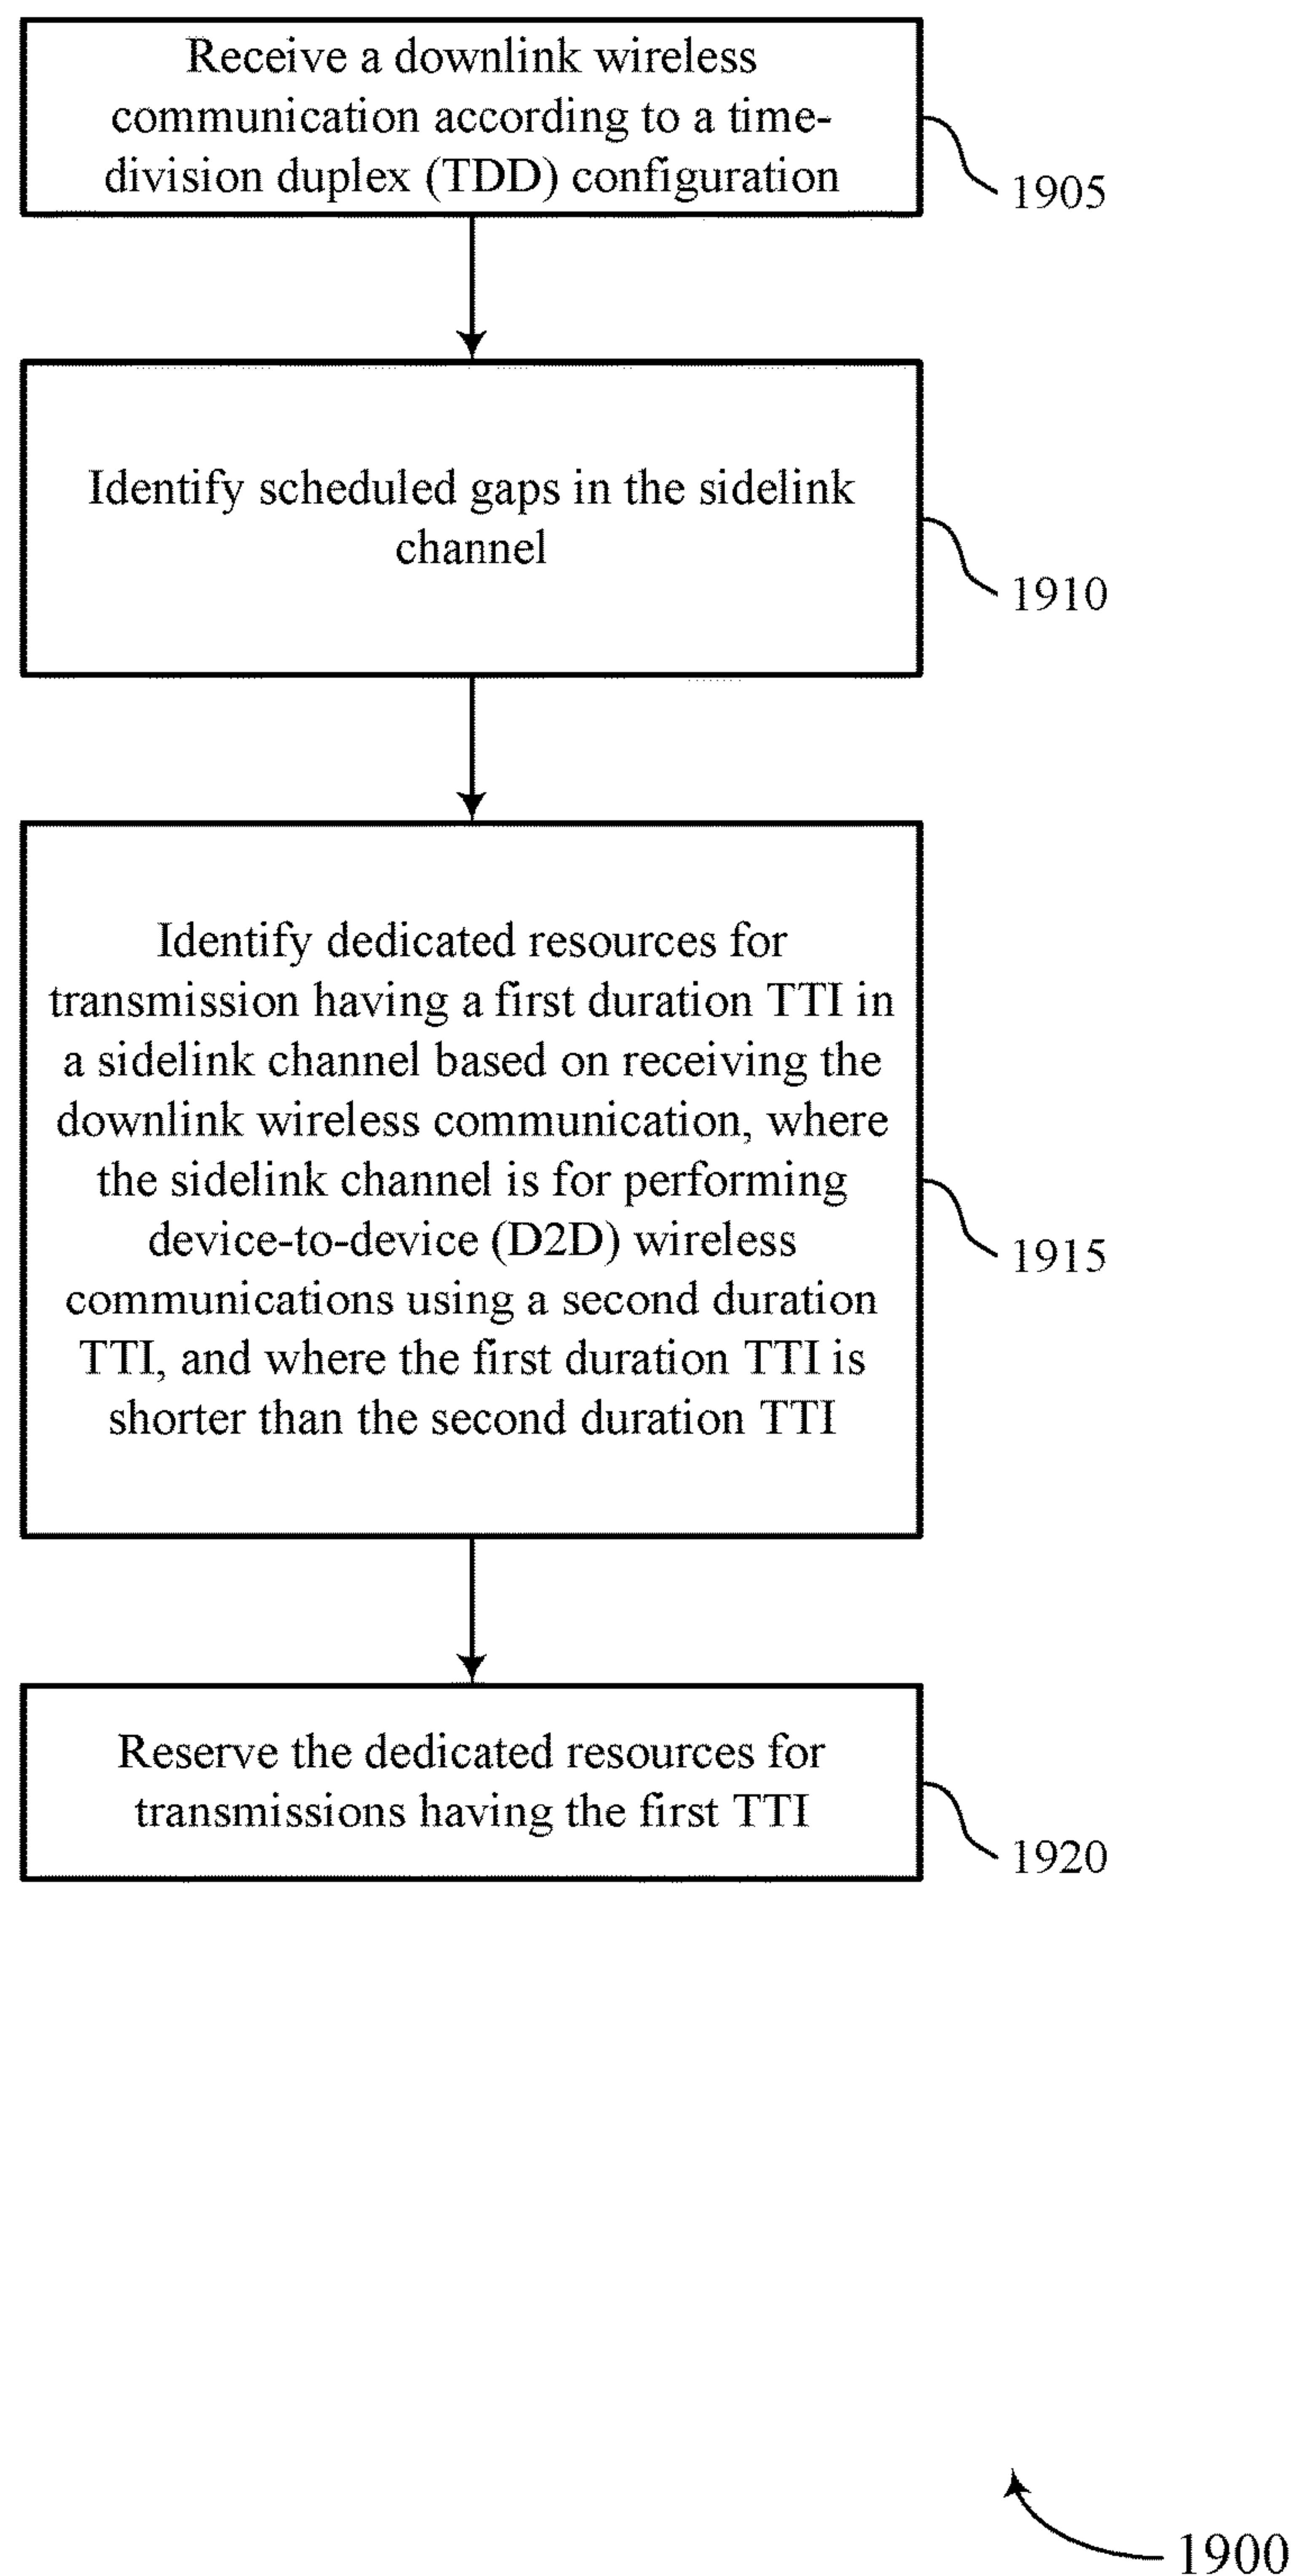 Receive a downlink wireless
communication according to a time-
division duplex (TDD) configuration
1905
Identify scheduled gaps in the sidelink
channel
1910
Identify dedicated resources for
transmission having a first duration TTI in
a sidelink channel based on receiving the
downlink wireless communication, where
the sidelink channel is for performing
device-to-device (D2D) wireless
communications using a second duration
TTI, and where the first duration TTI is
shorter than the second duration TTI
1915
Reserve the dedicated resources for
transmissions having the first TTI
1920
1900